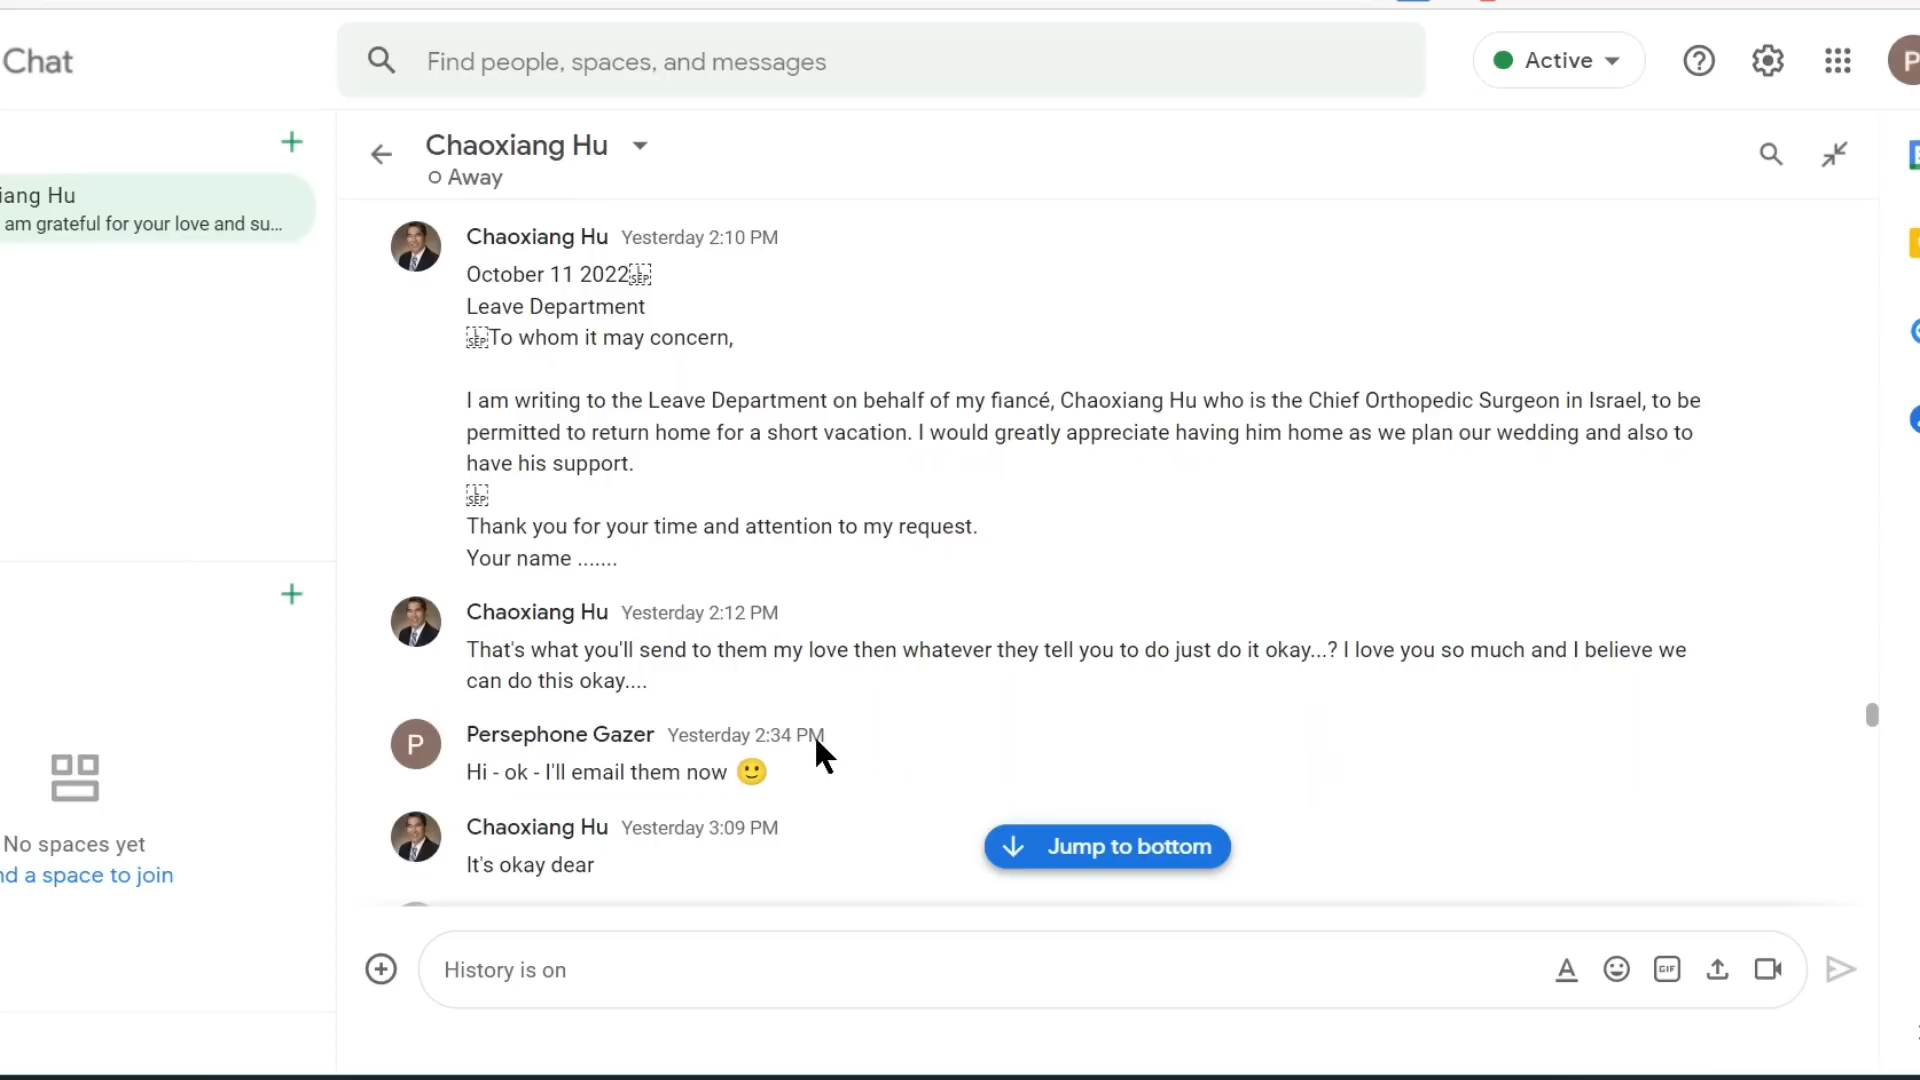 Chat
Find people, spaces, and messages
Active
P
Chaoxiang Hu
Away
iang Hu
am grateful for your love and su...
Chaoxiang Hu Yesterday 2:10 PM
October 11 2022
Leave Department
To whom it may concern,
I am writing to the Leave Department on behalf of my fiancé, Chaoxiang Hu who is the Chief Orthopedic Surgeon in Israel, to be
permitted to return home for a short vacation. I would greatly appreciate having him home as we plan our wedding and also to
have his support.
Thank you for your time and attention to my request.
Your name .......
Chaoxiang Hu Yesterday 2:12 PM
That's what you'll send to them my love then whatever they tell you to do just do it okay...? I love you so much and I believe we
can do this okay....
P
Persephone Gazer Yesterday 2:34 PM
Hi - ok - I'll email them now 🙂
Chaoxiang Hu Yesterday 3:09 PM
It's okay dear
Jump to bottom
No spaces yet
nd a space to join
History is on
GIF